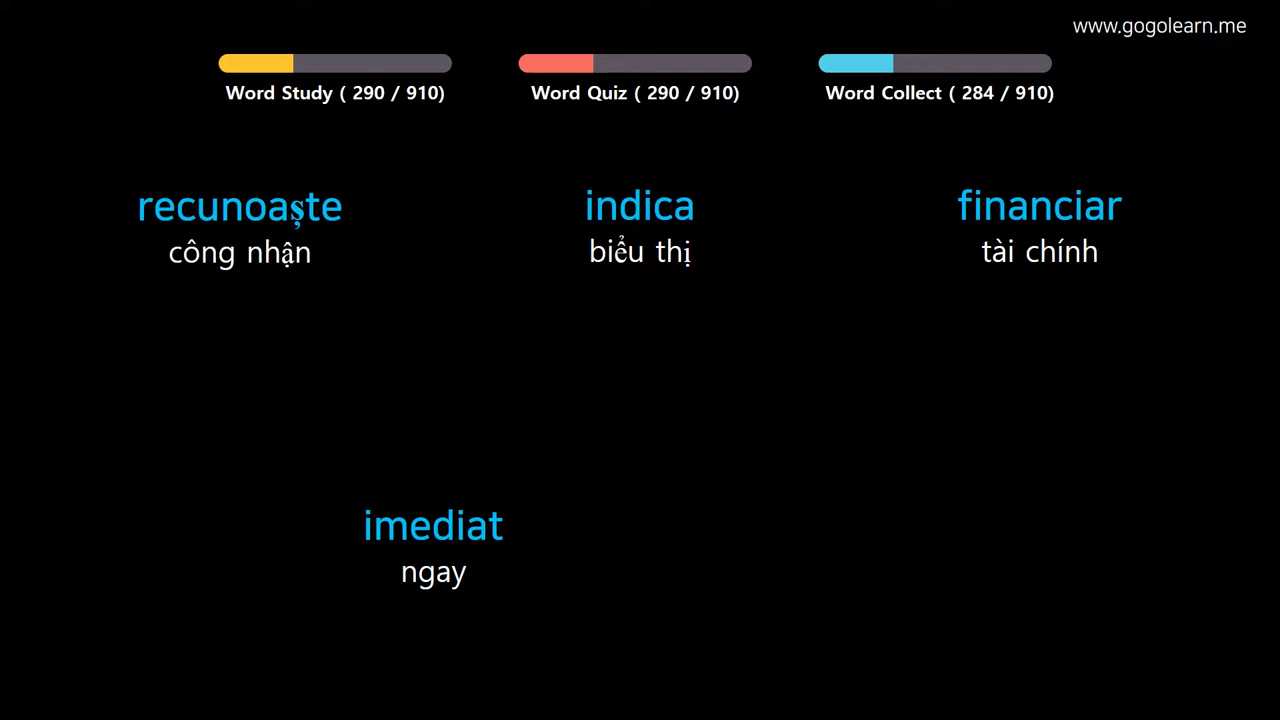 www.gogolearn.me
Word Study ( 290 / 910)
Word Quiz ( 290 / 910)
Word Collect ( 284 / 910)
recunoaște
công nhận
indica
biểu thị
financiar
tài chính
imediat
ngay